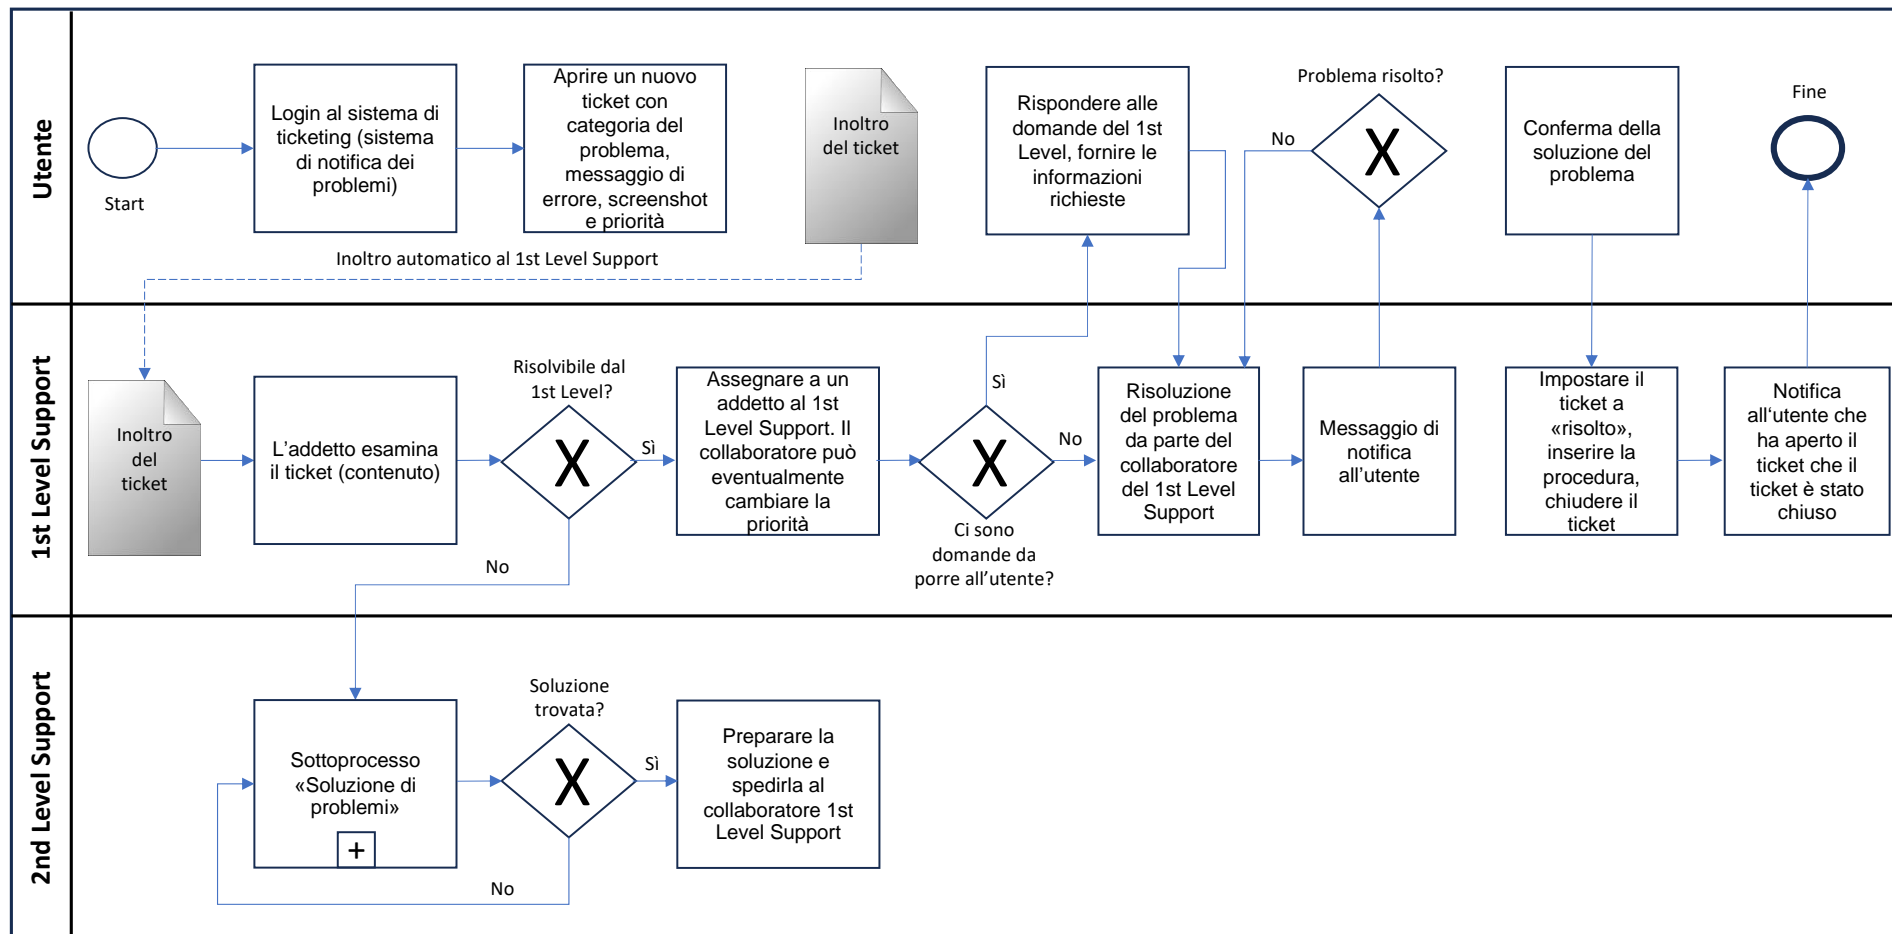 Utente
Start
Login al sistema di
ticketing (sistema
di notifica dei
problemi)
Aprire un nuovo
ticket con
categoria del
problema,
messaggio di
errore, screenshot
e priorità
Inoltro
del ticket
Inoltro automatico al 1st Level Support
Rispondere alle
domande del 1st
Level, fornire le
informazioni
richieste
Problema risolto?
No
X
Conferma della
soluzione del
problema
Fine
1st Level Support
Inoltro
del
ticket
L'addetto esamina
il ticket (contenuto)
Risolvibile dal
1st Level?
X
Sì
No
Assegnare a un
addetto al 1st
Level Support. Il
collaboratore può
eventualmente
cambiare la
priorità
Sì
X
No
Ci sono
domande da
porre all'utente?
Risoluzione
del problema
da parte del
collaboratore
del 1st Level
Support
Messaggio di
notifica
all'utente
Impostare il
ticket a
«risolto»,
inserire la
procedura,
chiudere il
ticket
Notifica
all‘utente che
ha aperto il
ticket che il
ticket è stato
chiuso
2nd Level Support
Sottoprocesso
«Soluzione di
problemi»
+
Soluzione
trovata?
X
Sì
No
Preparare la
soluzione e
spedirla al
collaboratore 1st
Level Support